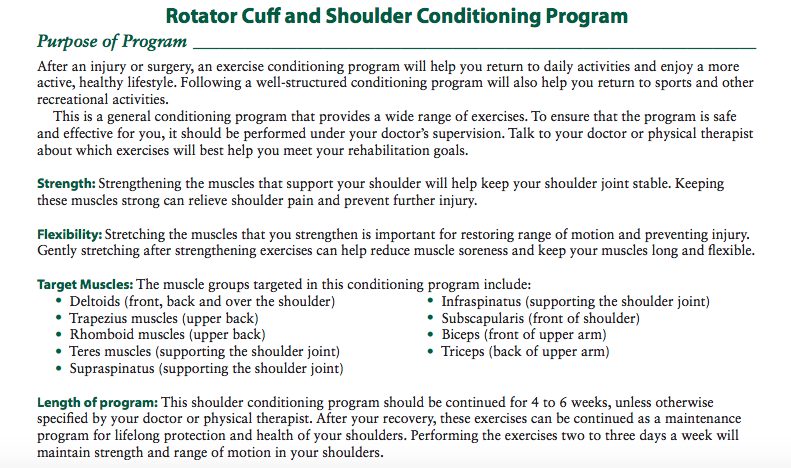 Rotator Cuff and Shoulder Conditioning Program
Purpose of Program
After an injury or surgery, an exercise conditioning program will help you return to daily activities and enjoy a more
active, healthy lifestyle. Following a well-structured conditioning program will also help you return to sports and other
recreational activities.
This is a general conditioning program that provides a wide range of exercises. To ensure that the program is safe
and effective for you, it should be performed under your doctor's supervision. Talk to your doctor or physical therapist
about which exercises will best help you meet your rehabilitation goals.
Strength: Strengthening the muscles that support your shoulder will help keep your shoulder joint stable. Keeping
these muscles strong can relieve shoulder pain and prevent further injury.
Flexibility: Stretching the muscles that you strengthen is important for restoring range of motion and preventing injury.
Gently stretching after strengthening exercises can help reduce muscle soreness and keep your muscles long and flexible.
Target Muscles: The muscle groups targeted in this conditioning program include:
• Deltoids (front, back and over the shoulder)
• Trapezius muscles (upper back)
• Rhomboid muscles (upper back)
• Teres muscles (supporting the shoulder joint)
• Supraspinatus (supporting the shoulder joint)
• Infraspinatus (supporting the shoulder joint)
• Subscapularis (front of shoulder)
• Biceps (front of upper arm)
• Triceps (back of upper arm)
Length of program: This shoulder conditioning program should be continued for 4 to 6 weeks, unless otherwise
specified by your doctor or physical therapist. After your recovery, these exercises can be continued as a maintenance
program for lifelong protection and health of your shoulders. Performing the exercises two to three days a week will
maintain strength and range of motion in your shoulders.